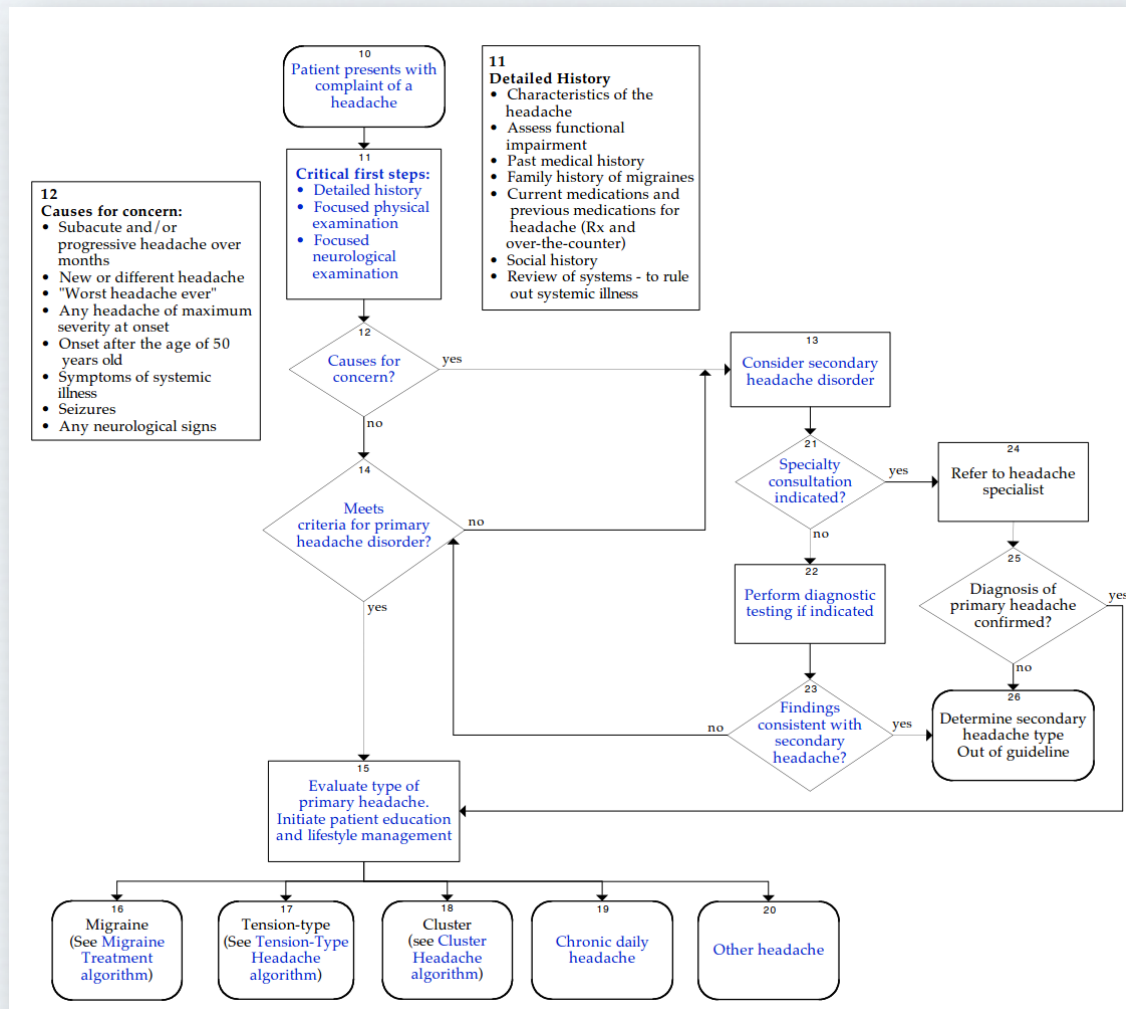 10
Patient presents with
complaint of a
headache
11
Detailed History
• Characteristics of the
headache
• Assess functional
impairment
• Past medical history
• Family history of migraines
• Current medications and
previous medications for
headache (Rx and
over-the-counter)
• Social history
• Review of systems - to rule
out systemic illness
11
Critical first steps:
• Detailed history
• Focused physical
examination
• Focused
neurological
examination
12
Causes for concern:
• Subacute and/or
progressive headache over
months
• New or different headache
• "Worst headache ever"
• Any headache of maximum
severity at onset
• Onset after the age of 50
years old
• Symptoms of systemic
illness
• Seizures
• Any neurological signs
12
Causes for
concern?
yes
no
13
Consider secondary
headache disorder
14
Meets
criteria for primary
headache disorder?
no
yes
21
Specialty
consultation
indicated?
yes
no
24
Refer to headache
specialist
22
Perform diagnostic
testing if indicated
25
Diagnosis of
primary headache
confirmed?
yes
no
23
Findings
consistent with
secondary
headache?
no
yes
26
Determine secondary
headache type
Out of guideline
15
Evaluate type of
primary headache.
Initiate patient education
and lifestyle management
16
Migraine
(See Migraine
Treatment
algorithm)
17
Tension-type
(See Tension-Type
Headache
algorithm)
18
Cluster
(see Cluster
Headache
algorithm)
19
Chronic daily
headache
20
Other headache